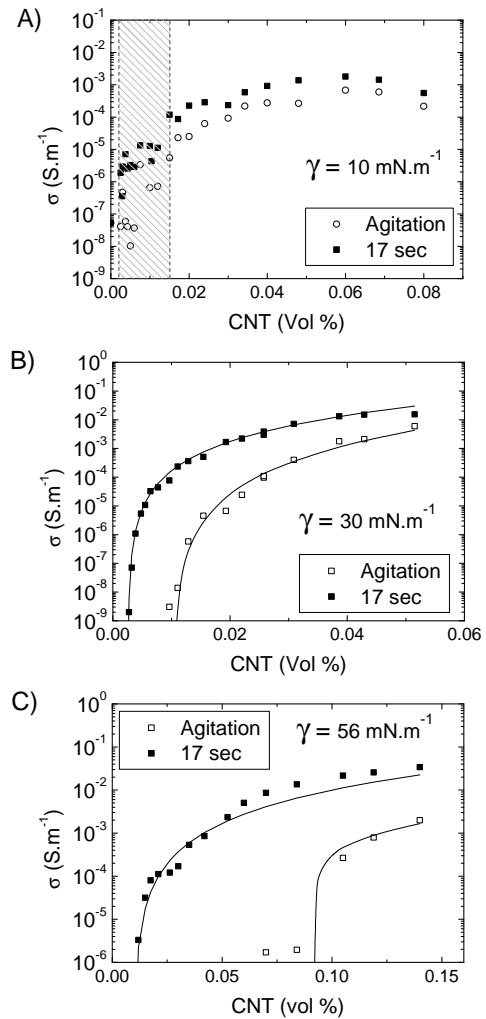 A)
10^-1
10^-2
10^-3
10^-4
10^-5
10^-6
10^-7
10^-8
10^-9
σ (S.m^-1)
γ = 10 mN.m^-1
Agitation
17 sec
0.00 0.02 0.04 0.06 0.08
CNT (Vol %)
B)
10^0
10^-1
10^-2
10^-3
10^-4
10^-5
10^-6
10^-7
10^-8
10^-9
σ (S.m^-1)
γ = 30 mN.m^-1
Agitation
17 sec
0.00 0.02 0.04 0.06
CNT (Vol %)
C)
10^0
10^-1
10^-2
10^-3
10^-4
10^-5
10^-6
σ (S.m^-1)
Agitation
17 sec
γ = 56 mN.m^-1
0.00 0.05 0.10 0.15
CNT (vol %)